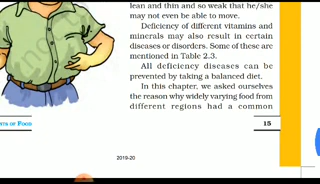 lean and thin and so weak that he/she
may not even be able to move.
Deficiency of different vitamins and
minerals may also result in certain
diseases or disorders. Some of these are
mentioned in Table 2.3.
All deficiency diseases can be
prevented by taking a balanced diet.
In this chapter, we asked ourselves
the reason why widely varying food from
different regions had a common
TS OF FOOD
15
2019-20